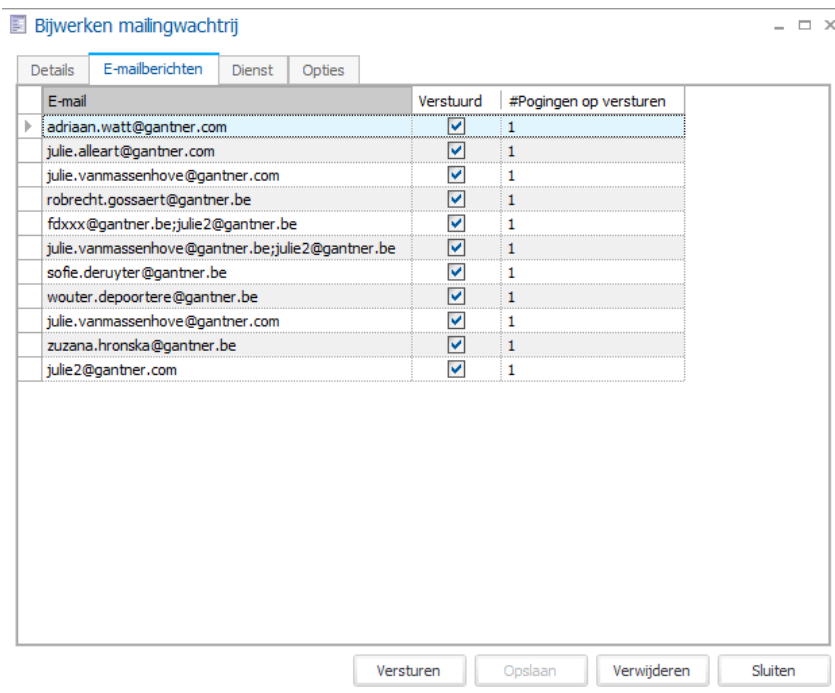 Bijwerken mailingwachtrij
Details E-mailberichten Dienst Opties
E-mail Verstuurd #Pogingen op versturen
adriaan.watt@gantner.com 1
julie.alleart@gantner.com 1
julie.vanmassenhove@gantner.com 1
robrecht.gossaert@gantner.be 1
fdxxx@gantner.be;julie2@gantner.be 1
julie.vanmassenhove@gantner.be;julie2@gantner.be 1
sofie.deruyter@gantner.be 1
wouter.depoortere@gantner.be 1
julie.vanmassenhove@gantner.com 1
zuzana.hronska@gantner.be 1
julie2@gantner.com 1
Versturen Opslaan Verwijderen Sluiten